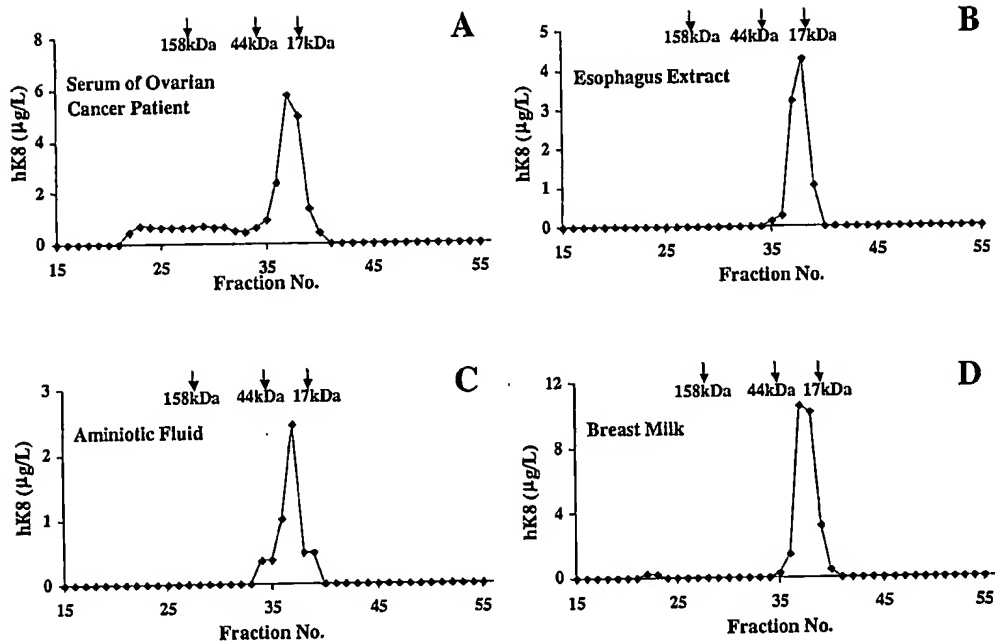 A
158kDa 44kDa 17kDa
8
6
4
2
0
hK8 (µg/L)
Serum of Ovarian
Cancer Patient
15 25 35 45 55
Fraction No.
B
158kDa 44kDa 17kDa
5
4
3
2
1
0
hK8 (µg/L)
Esophagus Extract
15 25 35 45 55
Fraction No.
C
158kDa 44kDa 17kDa
3
2
1
0
hK8 (µg/L)
Aminiotic Fluid
15 25 35 45 55
Fraction No.
D
158kDa 44kDa 17kDa
12
8
4
0
hK8 (µg/L)
Breast Milk
15 25 35 45 55
Fraction No.